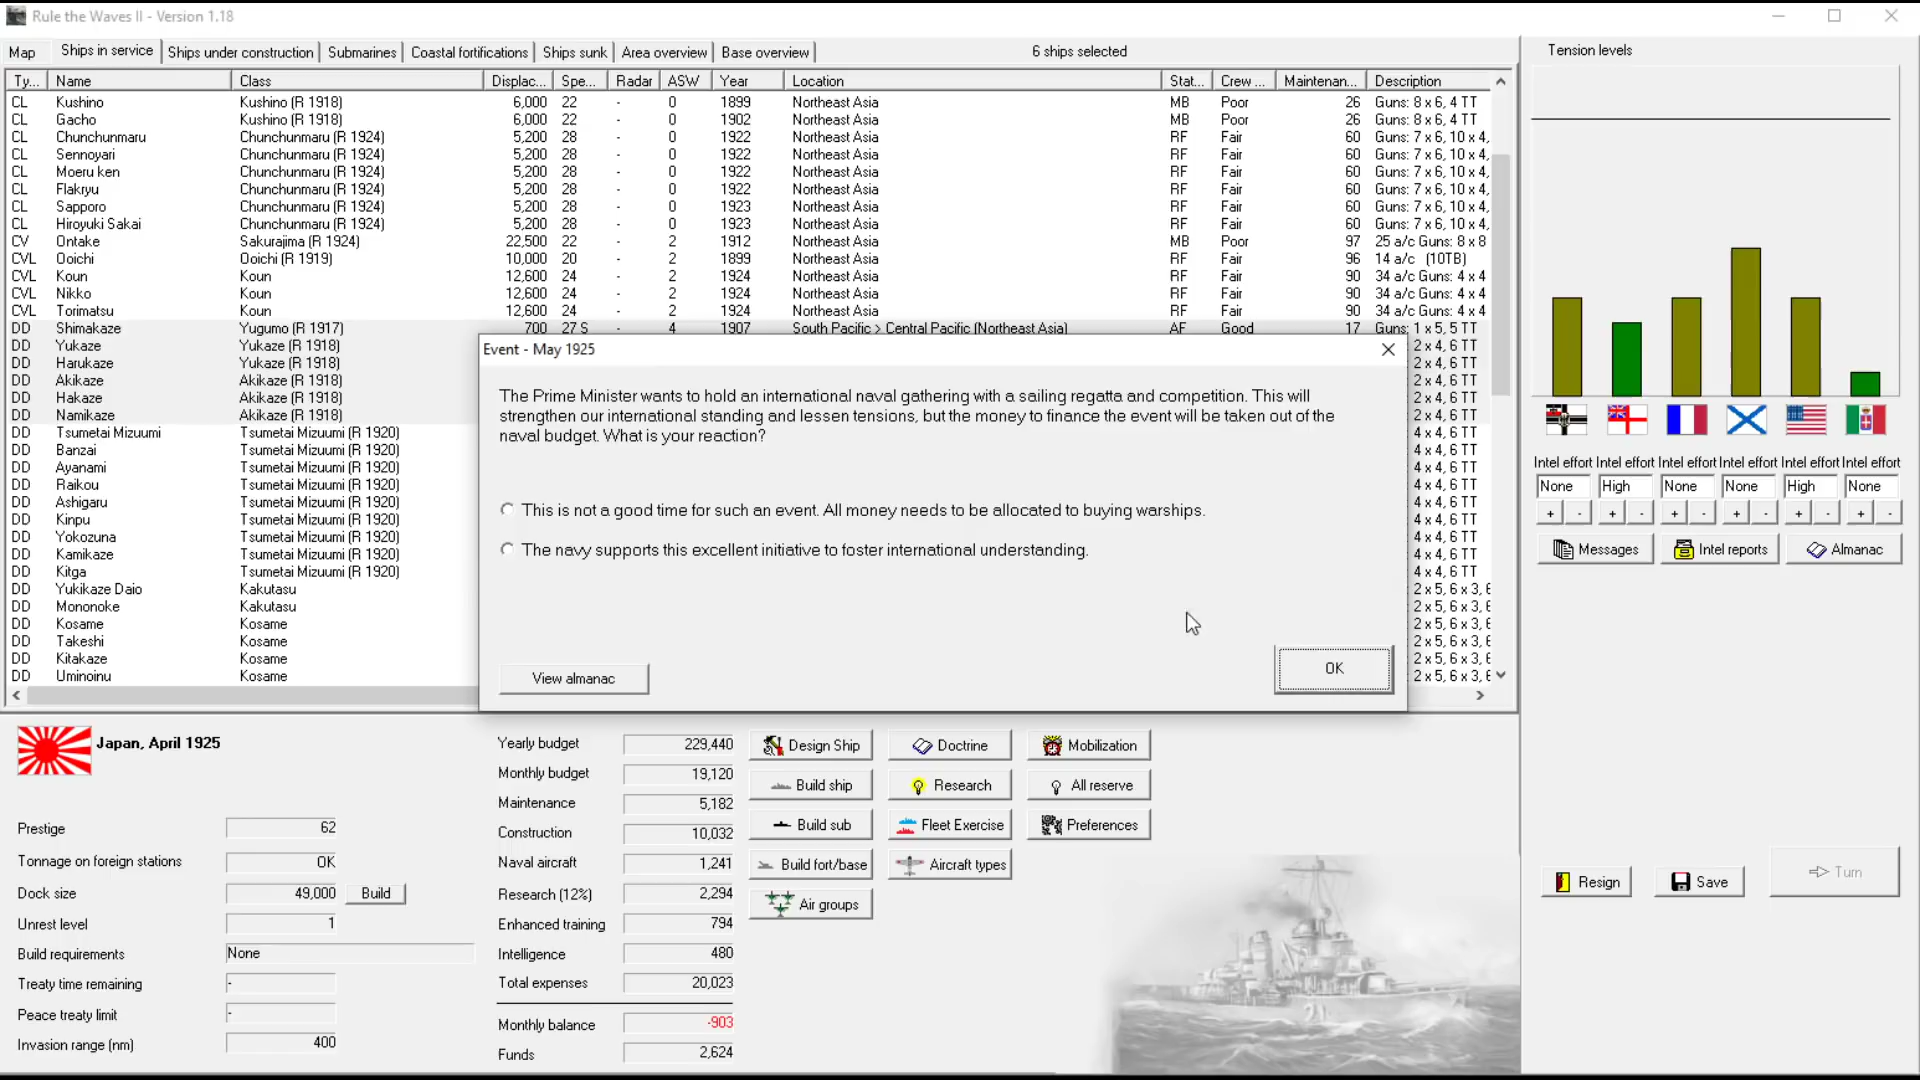 Rule the Waves II - Version 1.18
Map
Ships in service
Ships under construction
Submarines
Coastal fortifications
Ships sunk
Area overview
Base overview
6 ships selected
Tension levels
Ty... Name Class Displac... Spe... Radar ASW Year Location Stat... Crew ... Maintenan... Description
CL Kushino Kushino (R 1918) 6,000 22 - 0 1899 Northeast Asia MB Poor 26 Guns: 8 x 6, 4 TT
CL Gacho Kushino (R 1918) 6,000 22 - 0 1902 Northeast Asia MB Poor 26 Guns: 8 x 6, 4 TT
CL Chunchunmaru Chunchunmaru (R 1924) 5,200 28 - 0 1922 Northeast Asia RF Fair 60 Guns: 7 x 6, 10 x 4,
CL Sennoyari Chunchunmaru (R 1924) 5,200 28 - 0 1922 Northeast Asia RF Fair 60 Guns: 7 x 6, 10 x 4,
CL Moeru ken Chunchunmaru (R 1924) 5,200 28 - 0 1922 Northeast Asia RF Fair 60 Guns: 7 x 6, 10 x 4,
CL Flakryu Chunchunmaru (R 1924) 5,200 28 - 0 1922 Northeast Asia RF Fair 60 Guns: 7 x 6, 10 x 4,
CL Sapporo Chunchunmaru (R 1924) 5,200 28 - 0 1923 Northeast Asia RF Fair 60 Guns: 7 x 6, 10 x 4,
CL Hiroyuki Sakai Chunchunmaru (R 1924) 5,200 28 - 0 1923 Northeast Asia RF Fair 60 Guns: 7 x 6, 10 x 4,
CV Ontake Sakurajima (R 1924) 22,500 22 - 2 1912 Northeast Asia MB Poor 97 25 a/c Guns: 8 x 8
CVL Ooichi Ooichi (R 1919) 10,000 20 - 2 1899 Northeast Asia RF Fair 96 14 a/c (10TB)
CVL Koun Koun 12,600 24 - 2 1924 Northeast Asia RF Fair 90 34 a/c Guns: 4 x 4
CVL Nikko Koun 12,600 24 - 2 1924 Northeast Asia RF Fair 90 34 a/c Guns: 4 x 4
CVL Torimatsu Koun 12,600 24 - 2 1924 Northeast Asia RF Fair 90 34 a/c Guns: 4 x 4
DD Shimakaze Yugumo (R 1917) 700 27 S - 4 1907 South Pacific > Central Pacific (Northeast Asia) AF Good 17 Guns: 1 x 5, 5 TT
DD Yukaze Yukaze (R 1918) 2 x 4, 6 TT
DD Harukaze Yukaze (R 1918) 2 x 4, 6 TT
DD Akikaze Akikaze (R 1918) 2 x 4, 6 TT
DD Hakaze Akikaze (R 1918) 2 x 4, 6 TT
DD Namikaze Akikaze (R 1918) 2 x 4, 6 TT
DD Tsumetai Mizuumi Tsumetai Mizuumi (R 1920) 4 x 4, 6 TT
DD Banzai Tsumetai Mizuumi (R 1920) 4 x 4, 6 TT
DD Ayanami Tsumetai Mizuumi (R 1920) 4 x 4, 6 TT
DD Raikou Tsumetai Mizuumi (R 1920) 4 x 4, 6 TT
DD Ashigaru Tsumetai Mizuumi (R 1920) 4 x 4, 6 TT
DD Kinpu Tsumetai Mizuumi (R 1920) 4 x 4, 6 TT
DD Yokozuna Tsumetai Mizuumi (R 1920) 4 x 4, 6 TT
DD Kamikaze Tsumetai Mizuumi (R 1920) 4 x 4, 6 TT
DD Kitga Tsumetai Mizuumi (R 1920) 4 x 4, 6 TT
DD Yukikaze Daio Kakutasu 2 x 5, 6 x 3, 6
DD Mononoke Kakutasu 2 x 5, 6 x 3, 6
DD Kosame Kosame 2 x 5, 6 x 3, 6
DD Takeshi Kosame 2 x 5, 6 x 3, 6
DD Kitakaze Kosame 2 x 5, 6 x 3, 6
DD Uminoinu Kosame 2 x 5, 6 x 3, 6
Event - May 1925
The Prime Minister wants to hold an international naval gathering with a sailing regatta and competition. This will
strengthen our international standing and lessen tensions, but the money to finance the event will be taken out of the
naval budget. What is your reaction?
This is not a good time for such an event. All money needs to be allocated to buying warships.
The navy supports this excellent initiative to foster international understanding.
View almanac
OK
Intel effort Intel effort Intel effort Intel effort Intel effort Intel effort
None High None None High None
+ - + - + - + - + - + -
Messages
Intel reports
Almanac
Japan, April 1925
Prestige 62
Tonnage on foreign stations OK
Dock size 49,000 Build
Unrest level 1
Build requirements None
Treaty time remaining -
Peace treaty limit -
Invasion range (nm) 400
Yearly budget 229,440
Monthly budget 19,120
Maintenance 5,182
Construction 10,032
Naval aircraft 1,241
Research (12%) 2,294
Enhanced training 794
Intelligence 480
Total expenses 20,023
Monthly balance -903
Funds 2,624
Design Ship
Doctrine
Mobilization
Build ship
Research
All reserve
Build sub
Fleet Exercise
Preferences
Build fort/base
Aircraft types
Air groups
Resign
Save
Turn